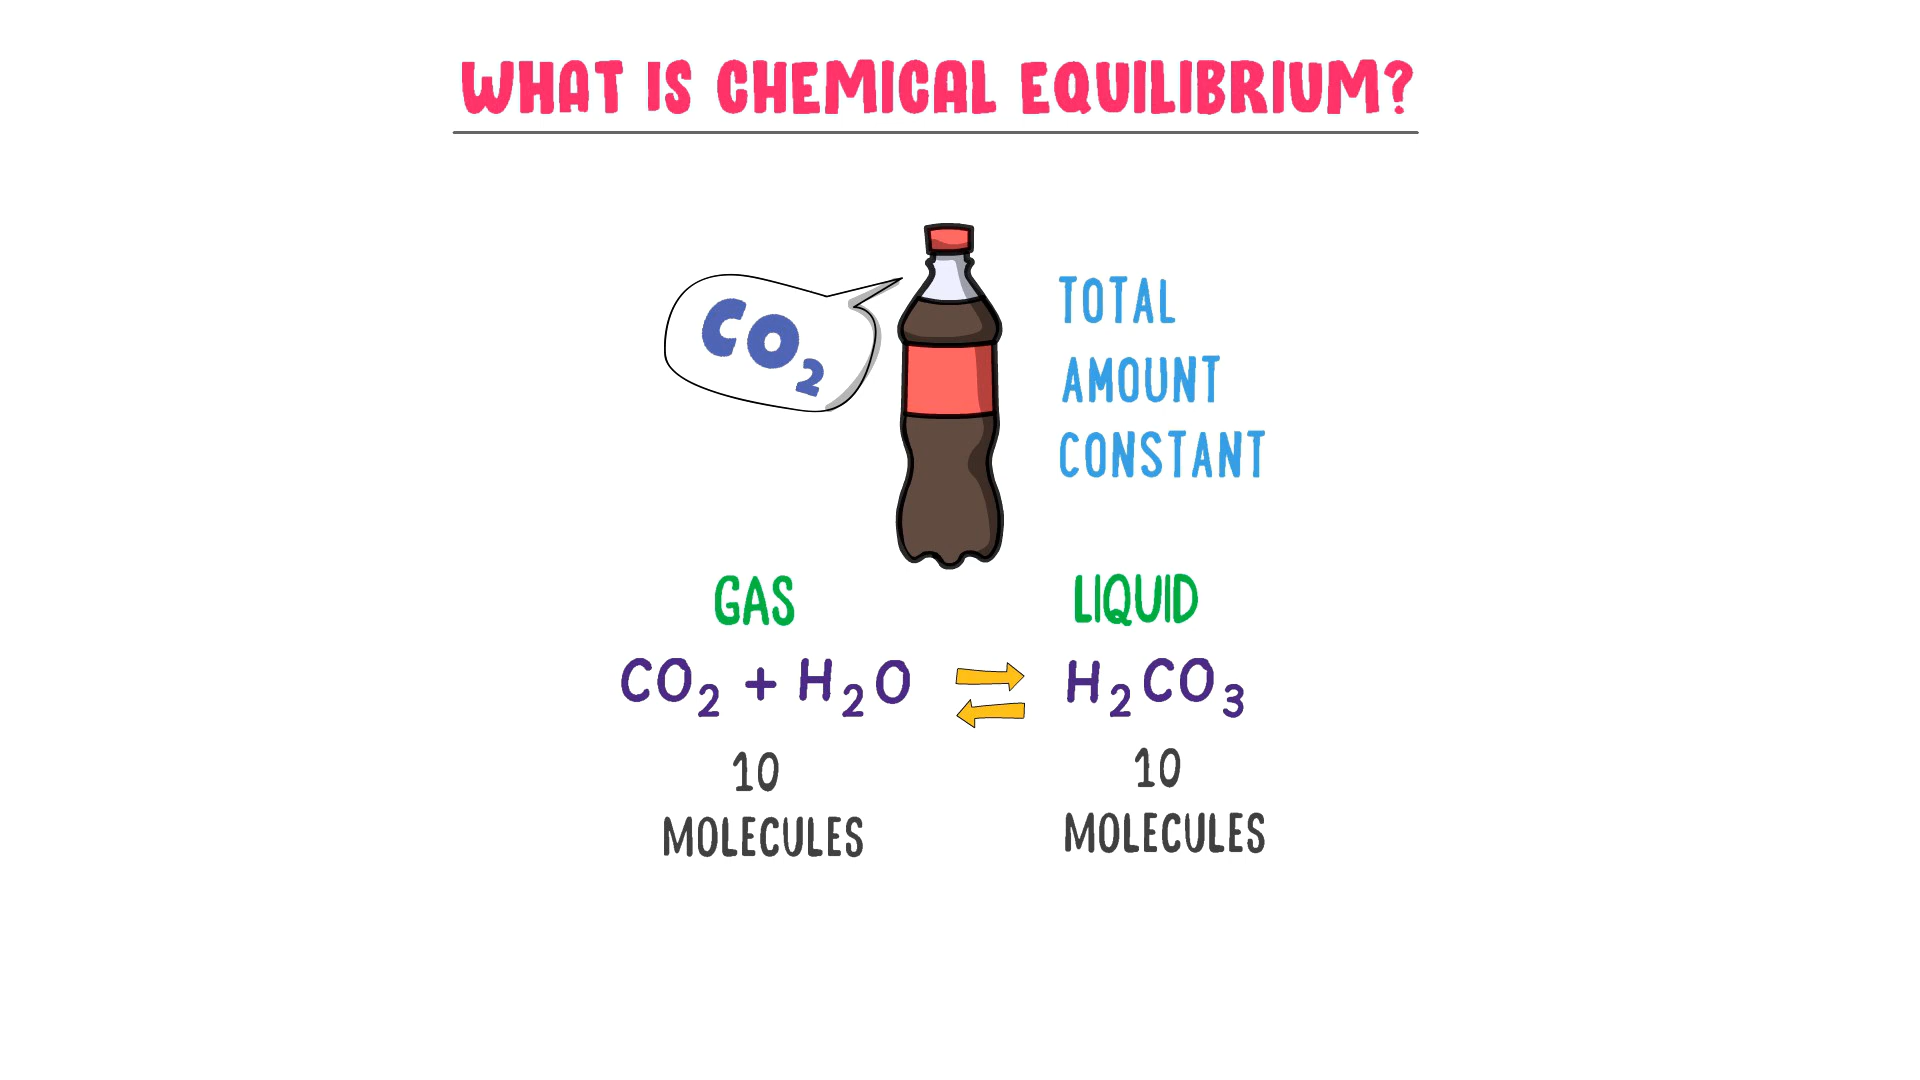 WHAT IS CHEMICAL EQUILIBRIUM?
CO₂
TOTAL
AMOUNT
CONSTANT
GAS
LIQUID
CO₂ + H₂O ⇌ H₂CO₃
10
MOLECULES
10
MOLECULES